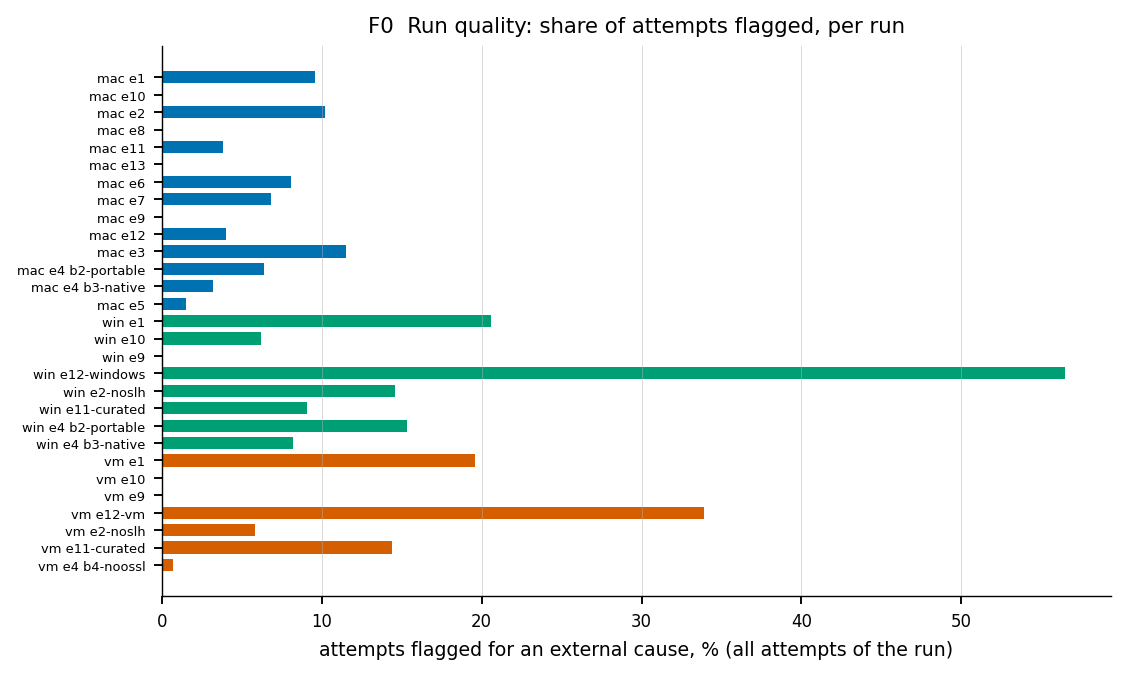 F0  Run quality: share of attempts flagged, per run
mac e1
mac e10
mac e2
mac e8
mac e11
mac e13
mac e6
mac e7
mac e9
mac e12
mac e3
mac e4 b2-portable
mac e4 b3-native
mac e5
win e1
win e10
win e9
win e12-windows
win e2-noslh
win e11-curated
win e4 b2-portable
win e4 b3-native
vm e1
vm e10
vm e9
vm e12-vm
vm e2-noslh
vm e11-curated
vm e4 b4-noossl
0 10 20 30 40 50
attempts flagged for an external cause, % (all attempts of the run)